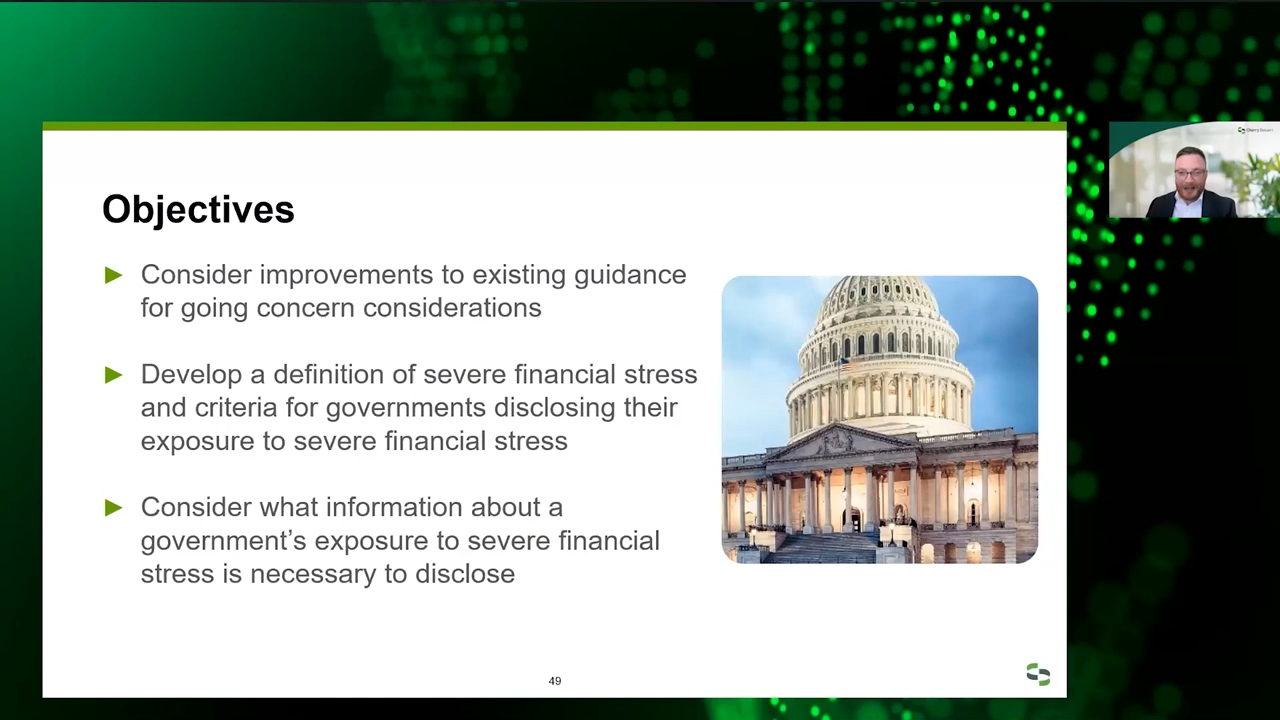 Objectives
► Consider improvements to existing guidance
for going concern considerations
► Develop a definition of severe financial stress
and criteria for governments disclosing their
exposure to severe financial stress
► Consider what information about a
government’s exposure to severe financial
stress is necessary to disclose
49